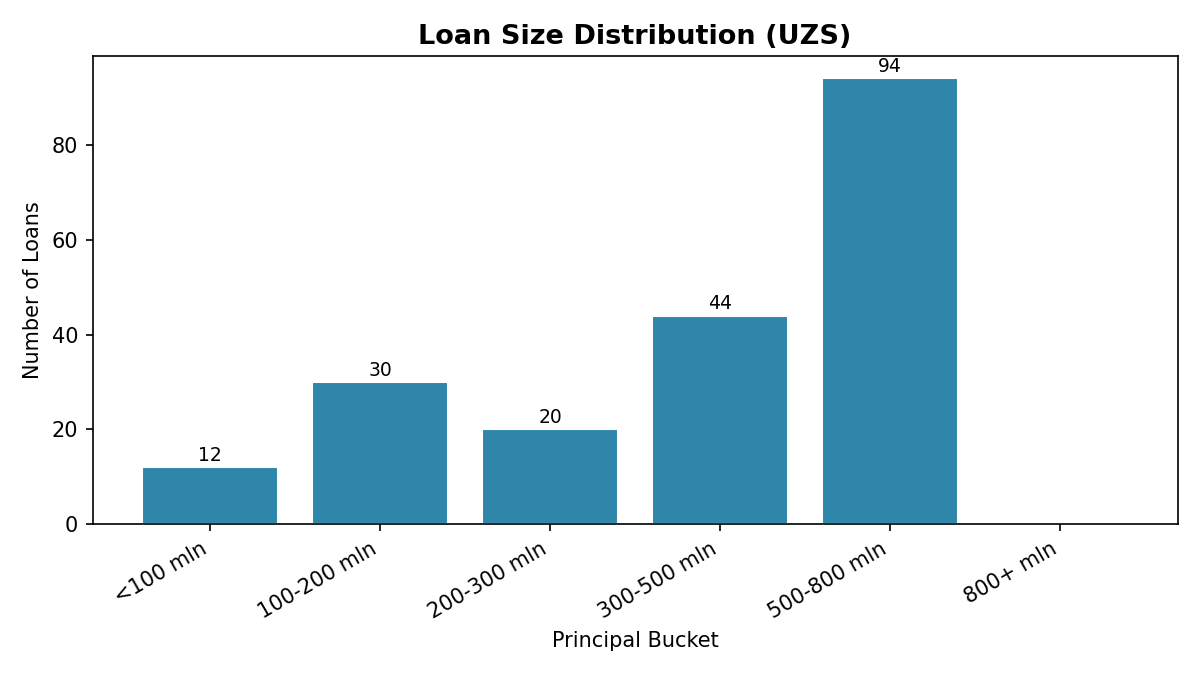 Loan Size Distribution (UZS)
Number of Loans
80
60
40
20
0
12
30
20
44
94
<100 mln
100-200 mln
200-300 mln
300-500 mln
500-800 mln
800+ mln
Principal Bucket